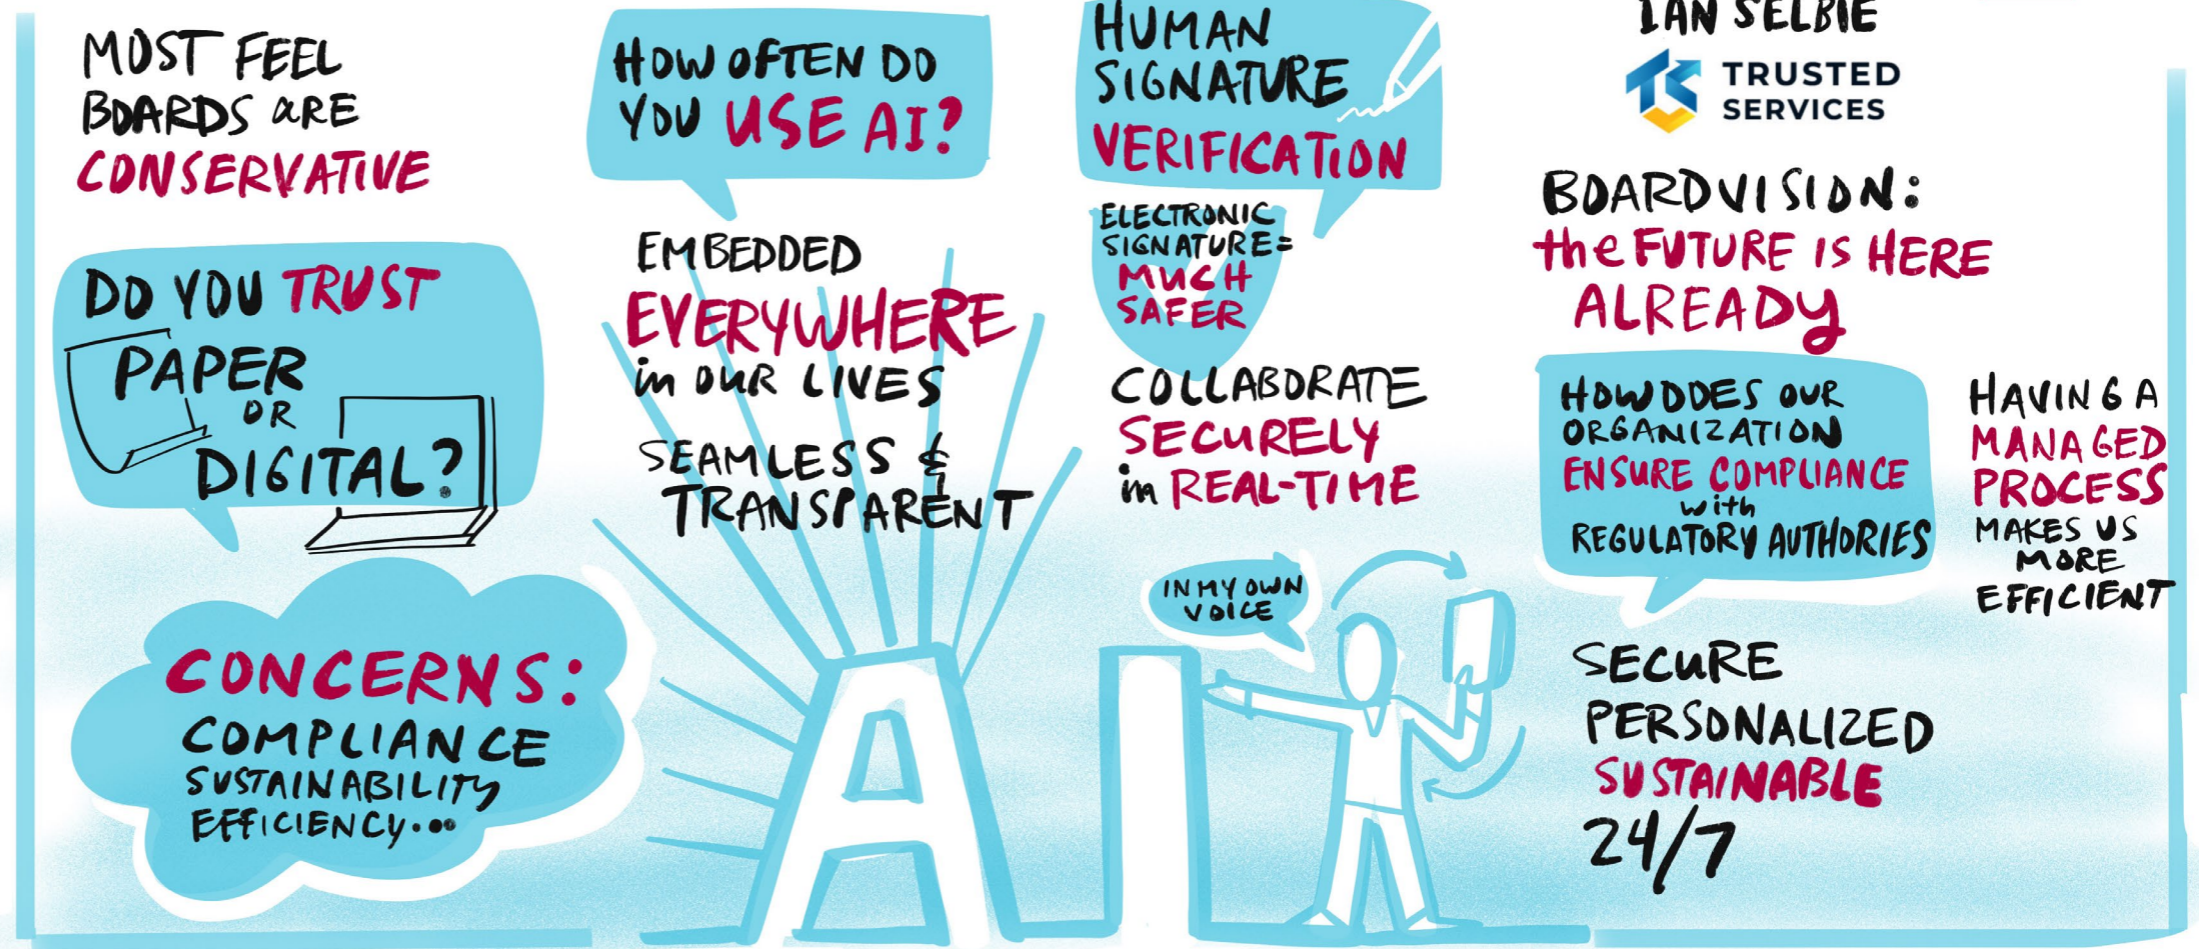 MOST FEEL
BOARDS ARE
CONSERVATIVE
DO YOU TRUST
PAPER
OR
DIGITAL?
CONCERNS:
COMPLIANCE
SUSTAINABILITY
EFFICIENCY...
HOW OFTEN DO
YOU USE AI?
EMBEDDED
EVERYWHERE
in OUR LIVES
SEAMLESS &
TRANSPARENT
AI
HUMAN
SIGNATURE
VERIFICATION
ELECTRONIC
SIGNATURE=
MUCH
SAFER
COLLABORATE
SECURELY
in REAL-TIME
IN MY OWN
VOICE
IAN SELBIE
TS TRUSTED
SERVICES
BOARDVISION:
the FUTURE IS HERE
ALREADY
HOW DOES OUR
ORGANIZATION
ENSURE COMPLIANCE
with
REGULATORY AUTHORIES
HAVING A
MANAGED
PROCESS
MAKES US
MORE
EFFICIENT
SECURE
PERSONALIZED
SUSTAINABLE
24/7